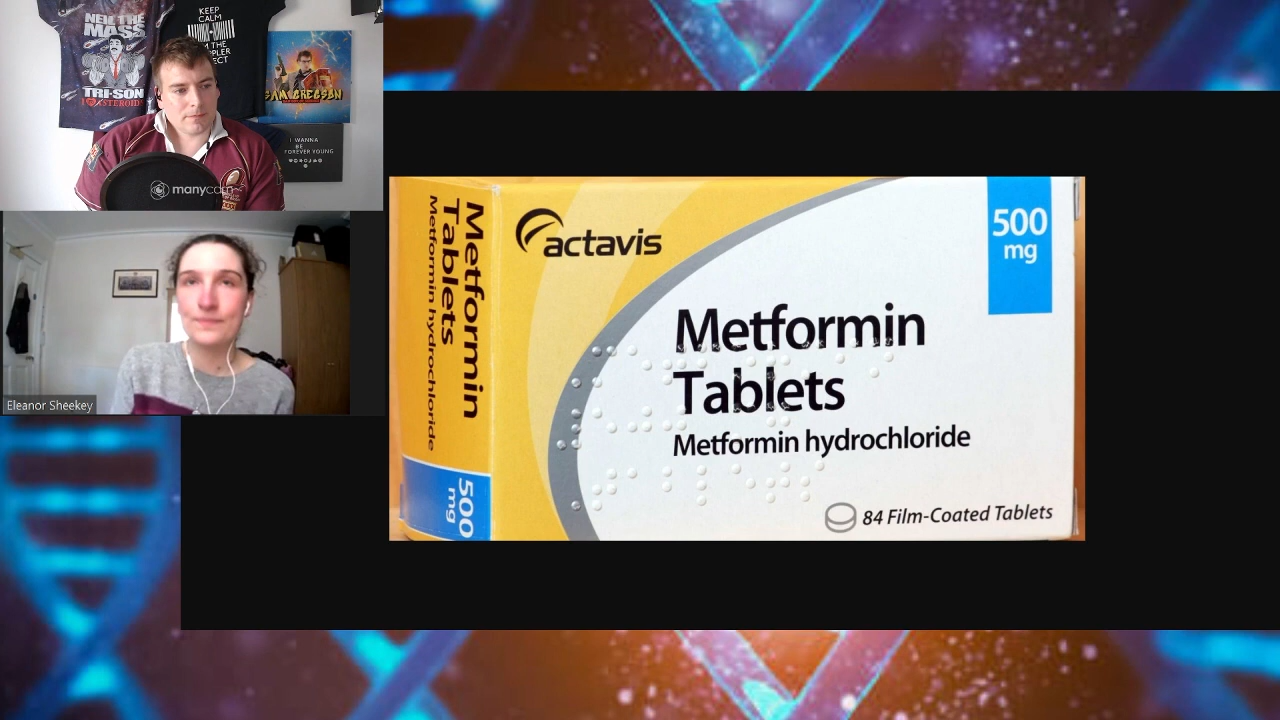 NEIL THE
MASS
TRI-SON
KEEP
CALM
I WANNA
BE
FOREVER YOUNG
manycam
Eleanor Sheekey
Metformin
Tablets
Metformin hydrochloride
500
mg
actavis
500
mg
Metformin
Tablets
Metformin hydrochloride
84 Film-Coated Tablets